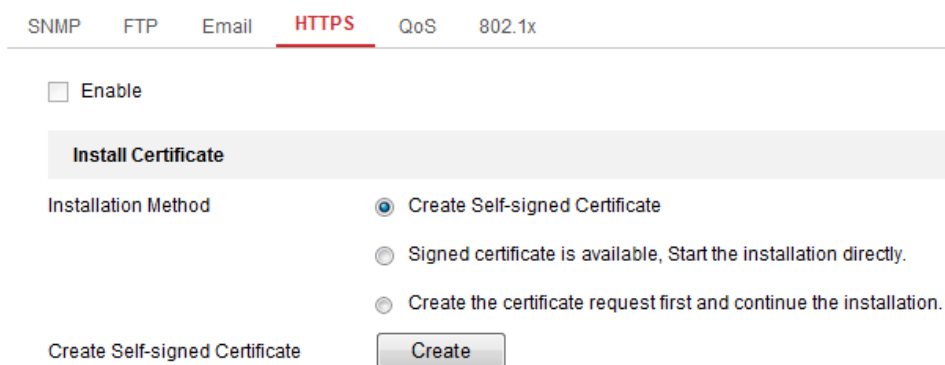 SNMP FTP Email HTTPS QoS 802.1x
Enable
Install Certificate
Installation Method Create Self-signed Certificate
Signed certificate is available, Start the installation directly.
Create the certificate request first and continue the installation.
Create Self-signed Certificate Create